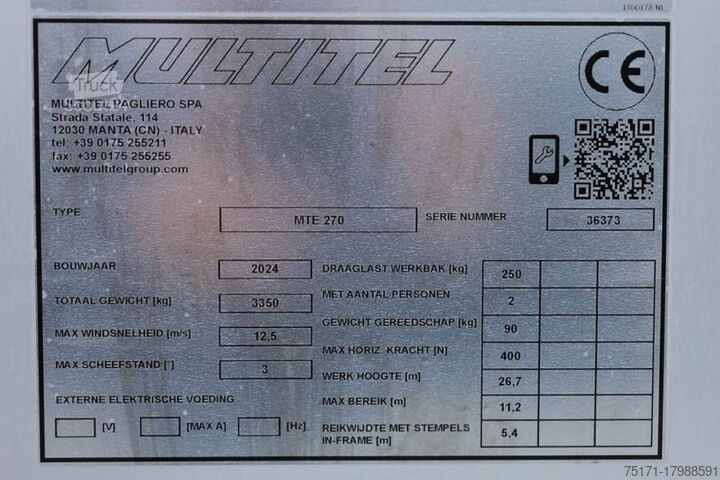 1T00178 NL
MULTITEL
CE
MULTITEL PAGLIERO SPA
Strada Statale, 114
12030 MANTA (CN) - ITALY
tel: +39 0175 255211
fax: +39 0175 255255
www.multitelgroup.com
Truck
TYPE MTE 270 SERIE NUMMER 36373
BOUWJAAR 2024
TOTAAL GEWICHT [kg] 3350
MAX WINDSNELHEID [m/s] 12,5
MAX SCHEEFSTAND [°] 3
EXTERNE ELEKTRISCHE VOEDING
[V] [MAX A] [Hz]
DRAAGLAST WERKBAK [kg] 250
MET AANTAL PERSONEN 2
GEWICHT GEREEDSCHAP [kg] 90
MAX HORIZ. KRACHT [N] 400
WERK HOOGTE [m] 26,7
MAX BEREIK [m] 11,2
REIKWIJDTE MET STEMPELS
IN-FRAME [m] 5,4
75171-17988591